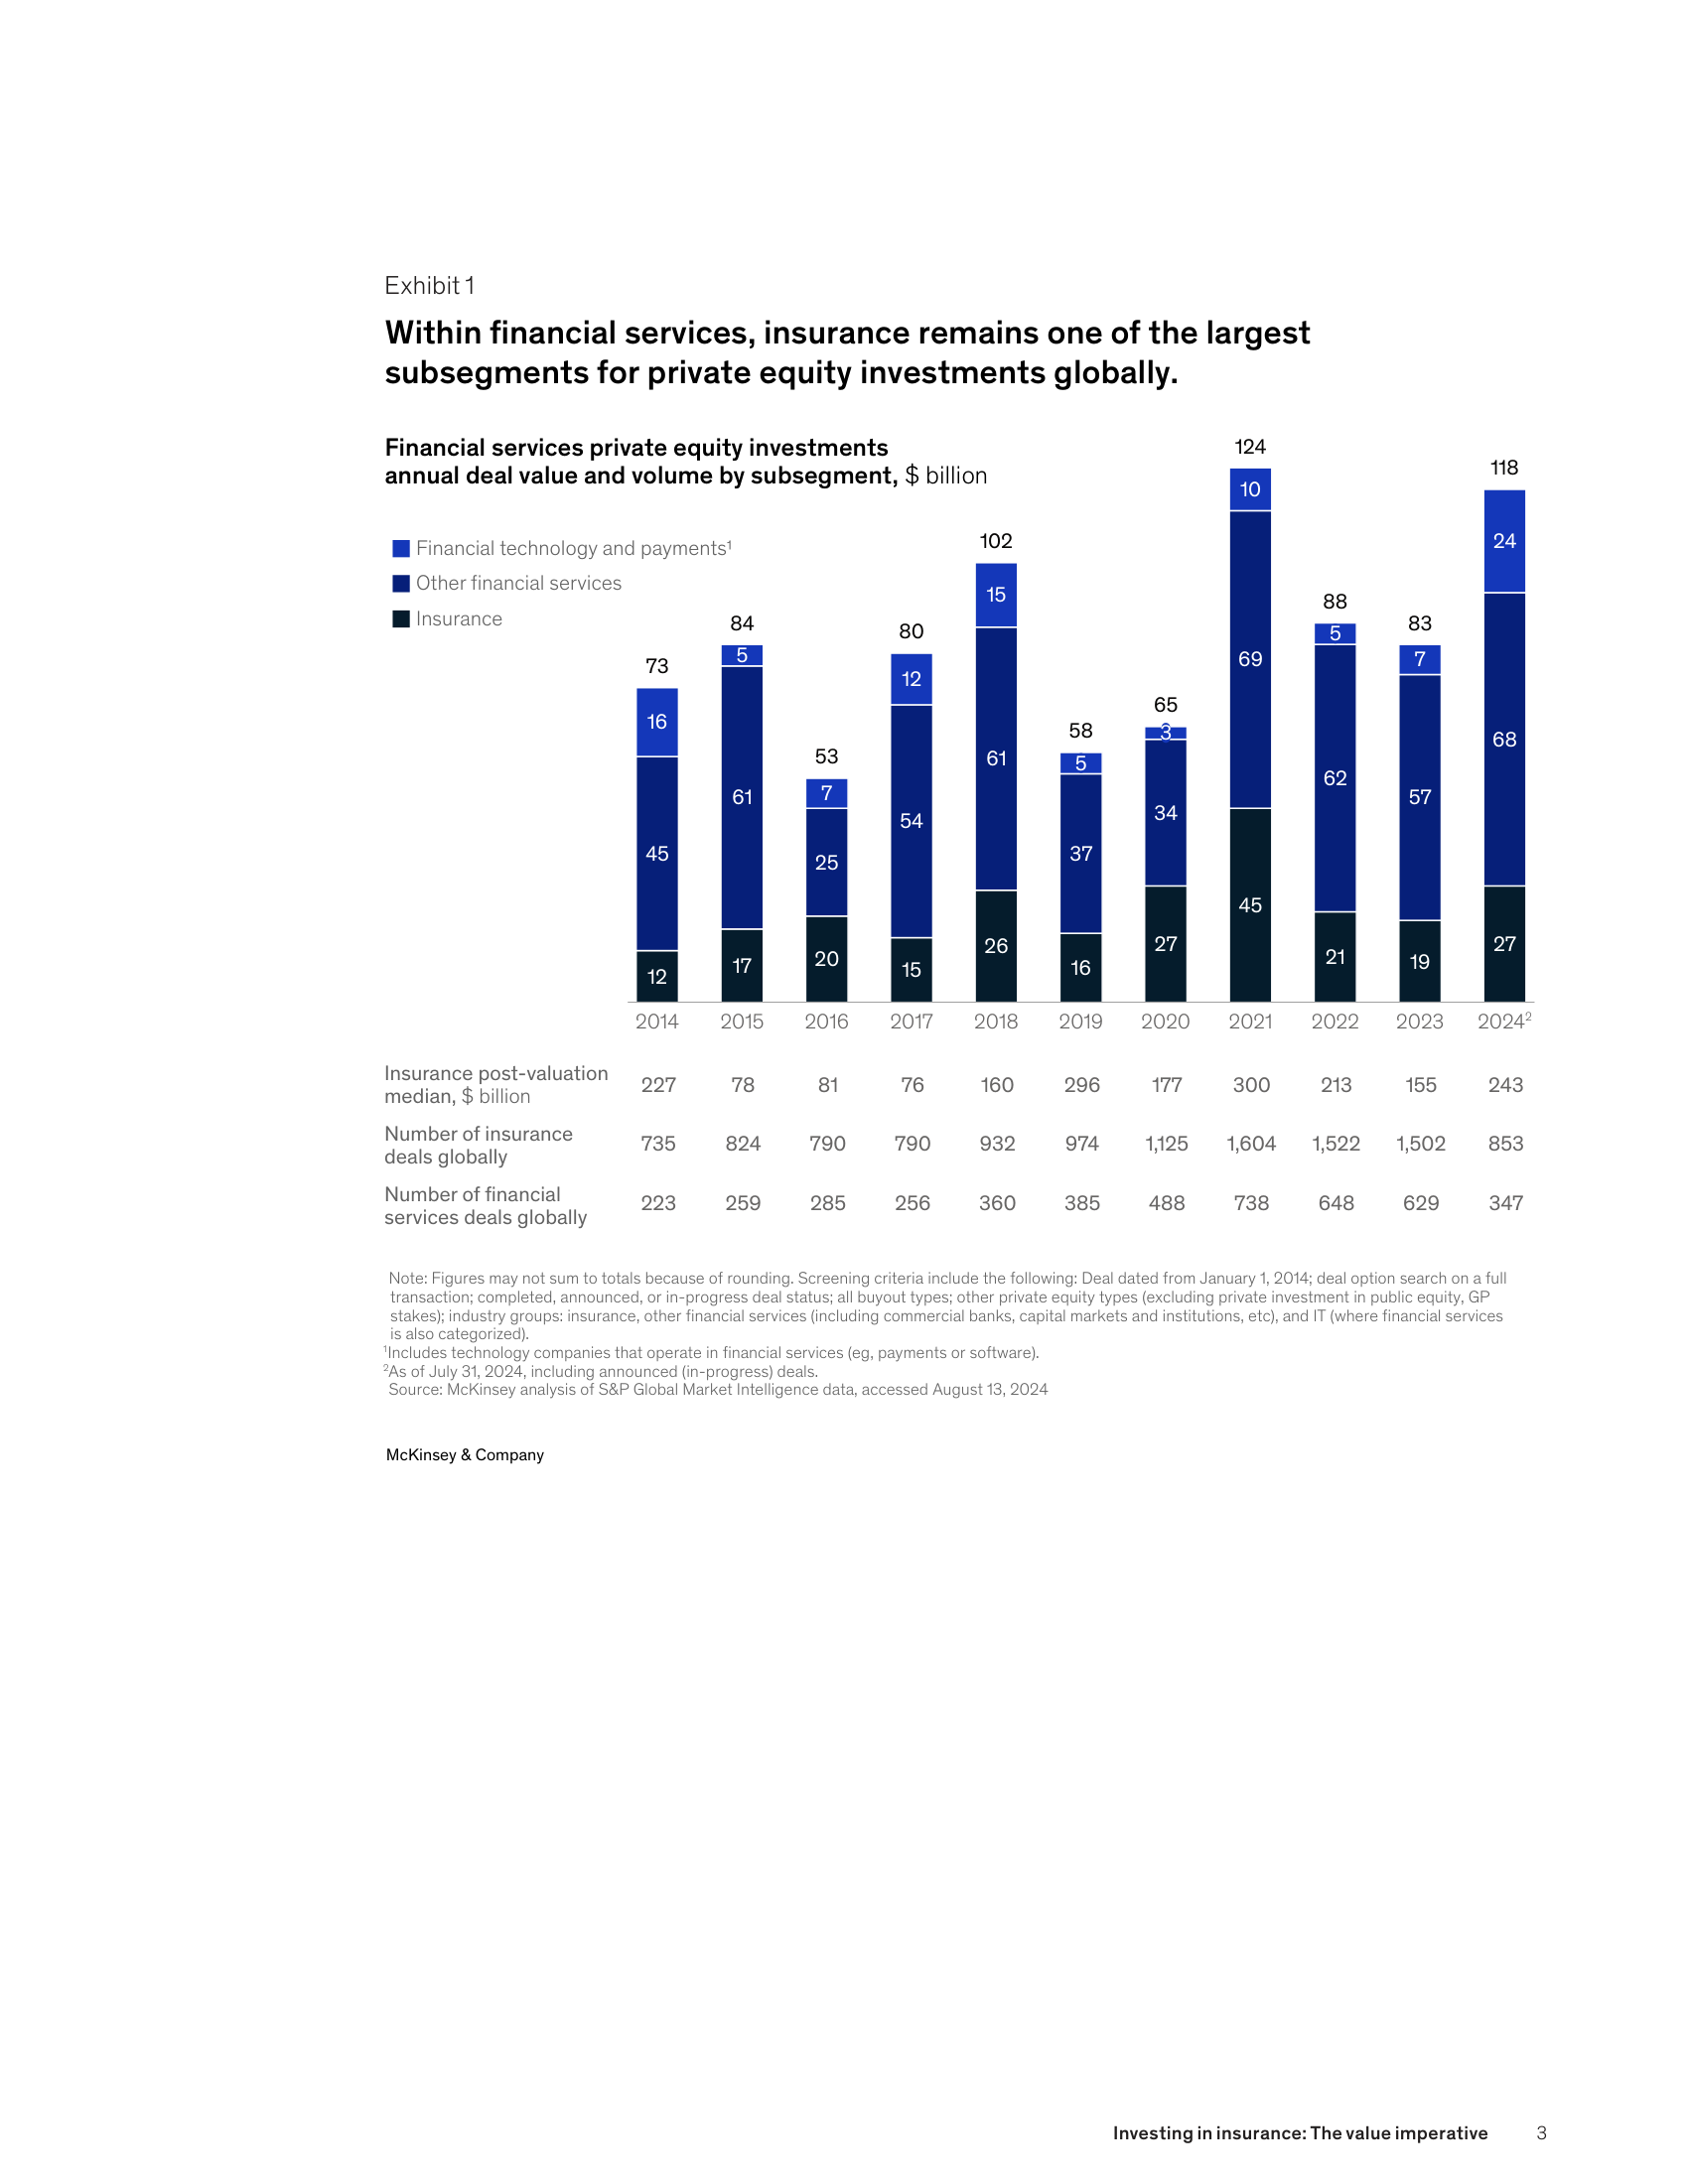 Exhibit 1
Within financial services, insurance remains one of the largest
subsegments for private equity investments globally.
Financial services private equity investments
annual deal value and volume by subsegment, $ billion
Financial technology and payments¹
Other financial services
Insurance
73 84 53 80 102 58 65 124 88 83 118
16 5 7 12 15 5 3 10 5 7 24
45 61 25 54 61 37 34 69 62 57 68
12 17 20 15 26 16 27 45 21 19 27
2014 2015 2016 2017 2018 2019 2020 2021 2022 2023 2024²
Insurance post-valuation
median, $ billion
227 78 81 76 160 296 177 300 213 155 243
Number of insurance
deals globally
735 824 790 790 932 974 1,125 1,604 1,522 1,502 853
Number of financial
services deals globally
223 259 285 256 360 385 488 738 648 629 347
Note: Figures may not sum to totals because of rounding. Screening criteria include the following: Deal dated from January 1, 2014; deal option search on a full
transaction; completed, announced, or in-progress deal status; all buyout types; other private equity types (excluding private investment in public equity, GP
stakes); industry groups: insurance, other financial services (including commercial banks, capital markets and institutions, etc), and IT (where financial services
is also categorized).
¹Includes technology companies that operate in financial services (eg, payments or software).
²As of July 31, 2024, including announced (in-progress) deals.
Source: McKinsey analysis of S&P Global Market Intelligence data, accessed August 13, 2024
McKinsey & Company
Investing in insurance: The value imperative 3